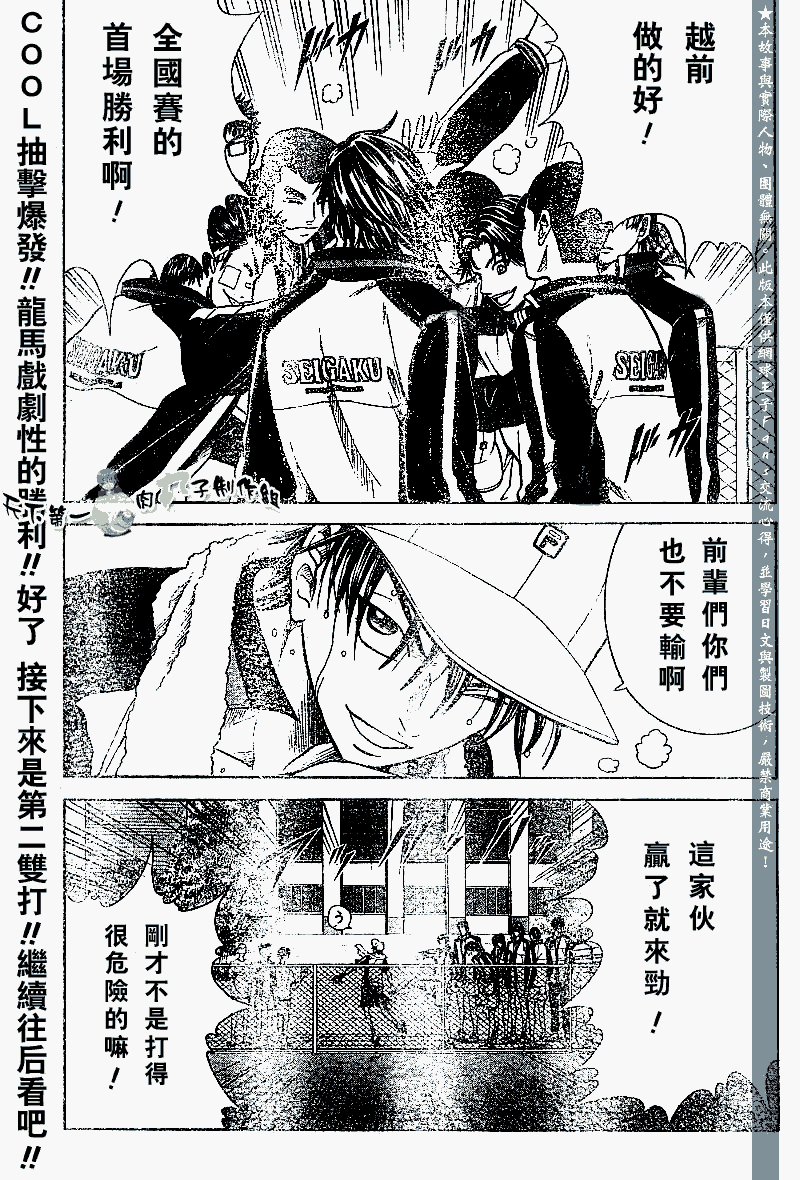 ★本故事與實際人物、團體無關。此版本僅供網球王子Fans交流心得，並學習日文與製圖技術，嚴禁商業用途！
越前
做的好！
全國賽的
首場勝利啊！
SEIGAKU
SEIGA
前輩們你們
也不要輸啊
這家伙
贏了就來勁！
う
剛才不是打得
很危險的嘛！
COOL抽擊爆發!!龍馬戲劇性的勝利!!好了 接下來是第二雙打!!繼續往后看吧!!